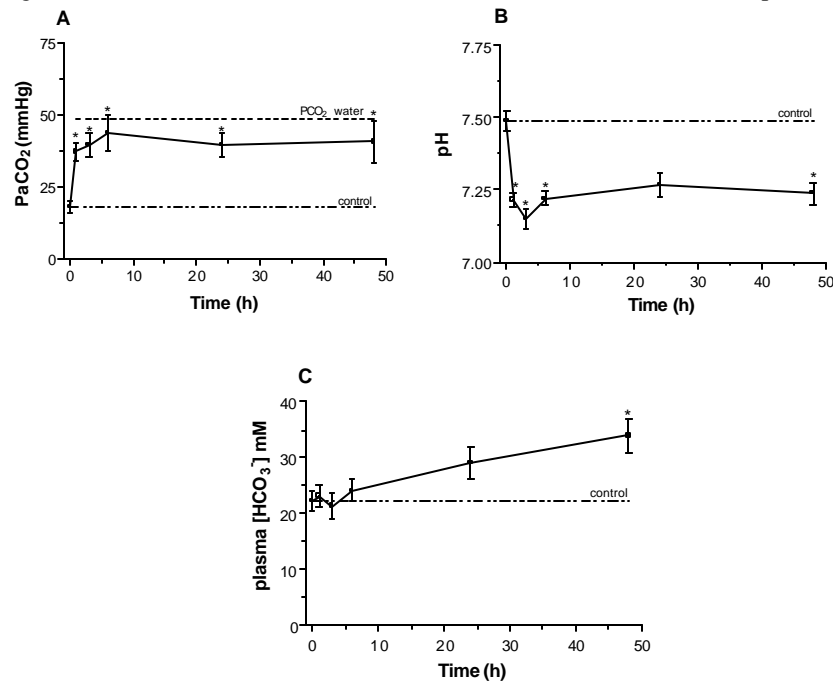 A
75
50
25
0
PaCO₂ (mmHg)
PCO₂ water
control
* * * * *
0 10 20 30 40 50
Time (h)
B
7.75
7.50
7.25
7.00
pH
control
* * * *
0 10 20 30 40 50
Time (h)
C
40
30
20
10
0
plasma [HCO₃⁻] mM
control
*
0 10 20 30 40 50
Time (h)